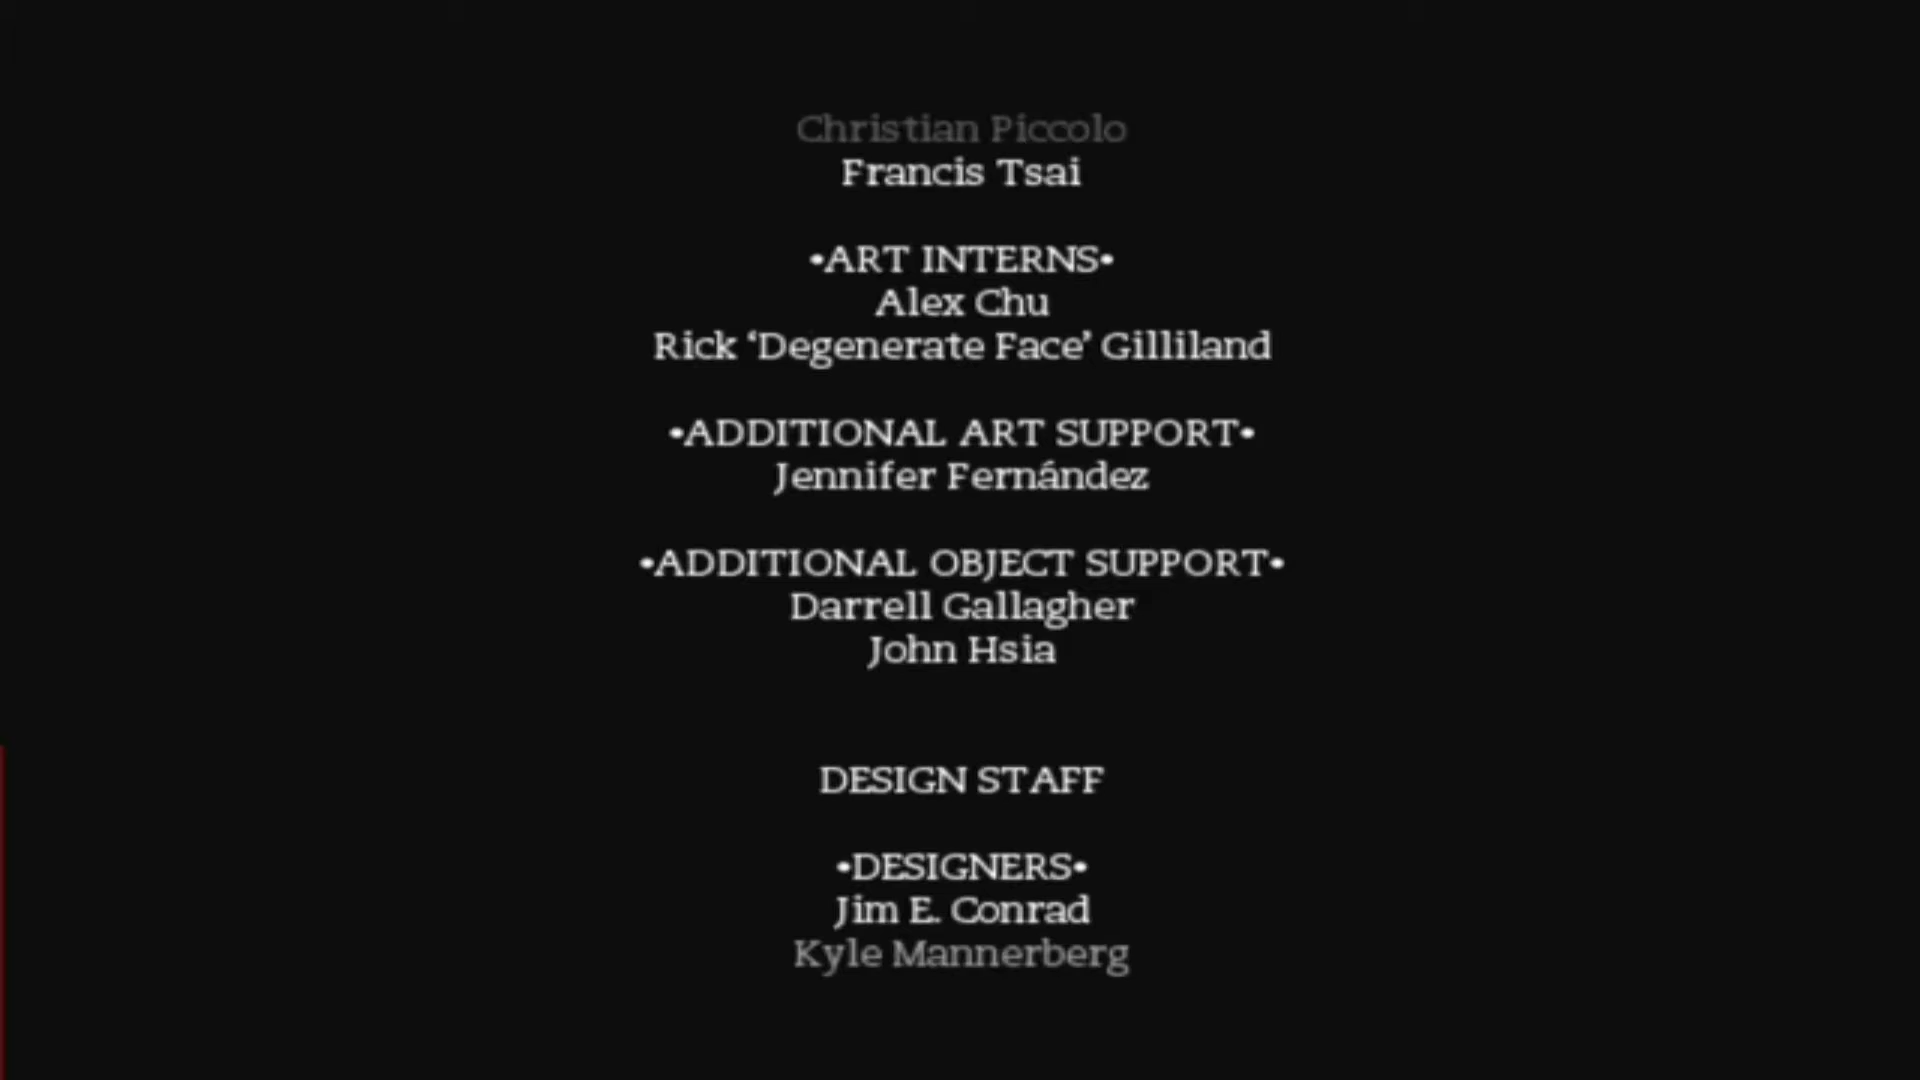 Christian Piccolo
Francis Tsai
•ART INTERNS•
Alex Chu
Rick ‘Degenerate Face’ Gilliland
•ADDITIONAL ART SUPPORT•
Jennifer Fernández
•ADDITIONAL OBJECT SUPPORT•
Darrell Gallagher
John Hsia
DESIGN STAFF
•DESIGNERS•
Jim E. Conrad
Kyle Mannerberg